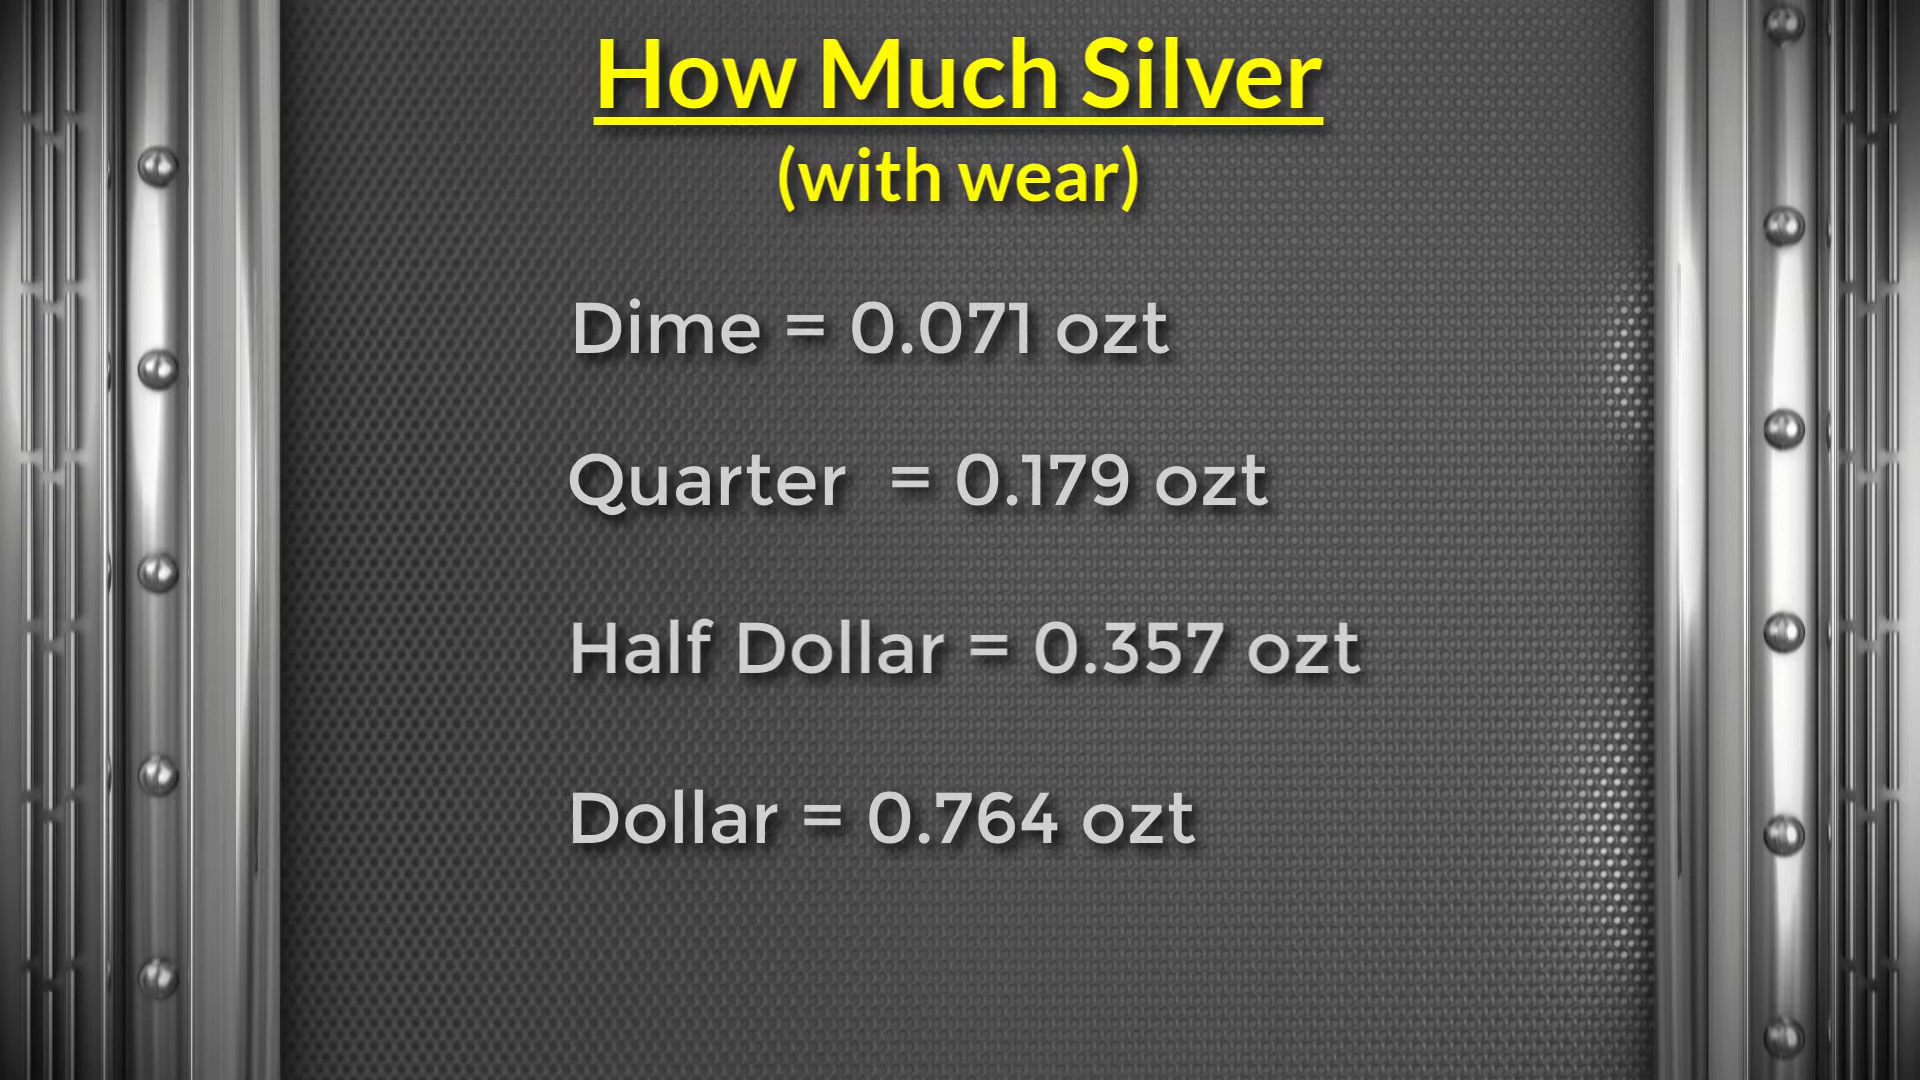 How Much Silver
(with wear)
Dime = 0.071 ozt
Quarter = 0.179 ozt
Half Dollar = 0.357 ozt
Dollar = 0.764 ozt